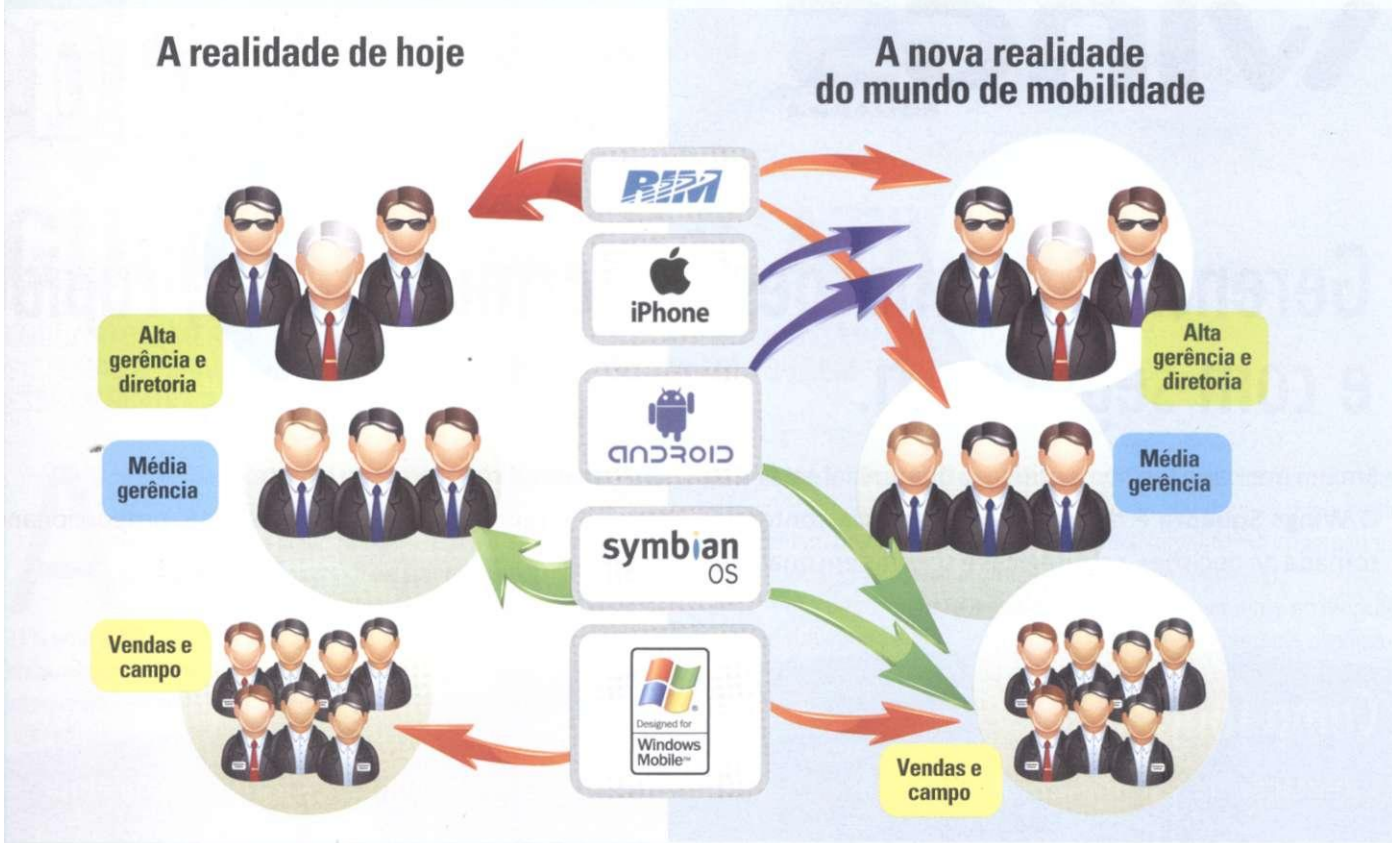 A realidade de hoje
A nova realidade
do mundo de mobilidade
RIM
iPhone
ANDROID
symbian
OS
Designed for
Windows
Mobile™
Alta
gerência e
diretoria
Média
gerência
Vendas e
campo
Alta
gerência e
diretoria
Média
gerência
Vendas e
campo